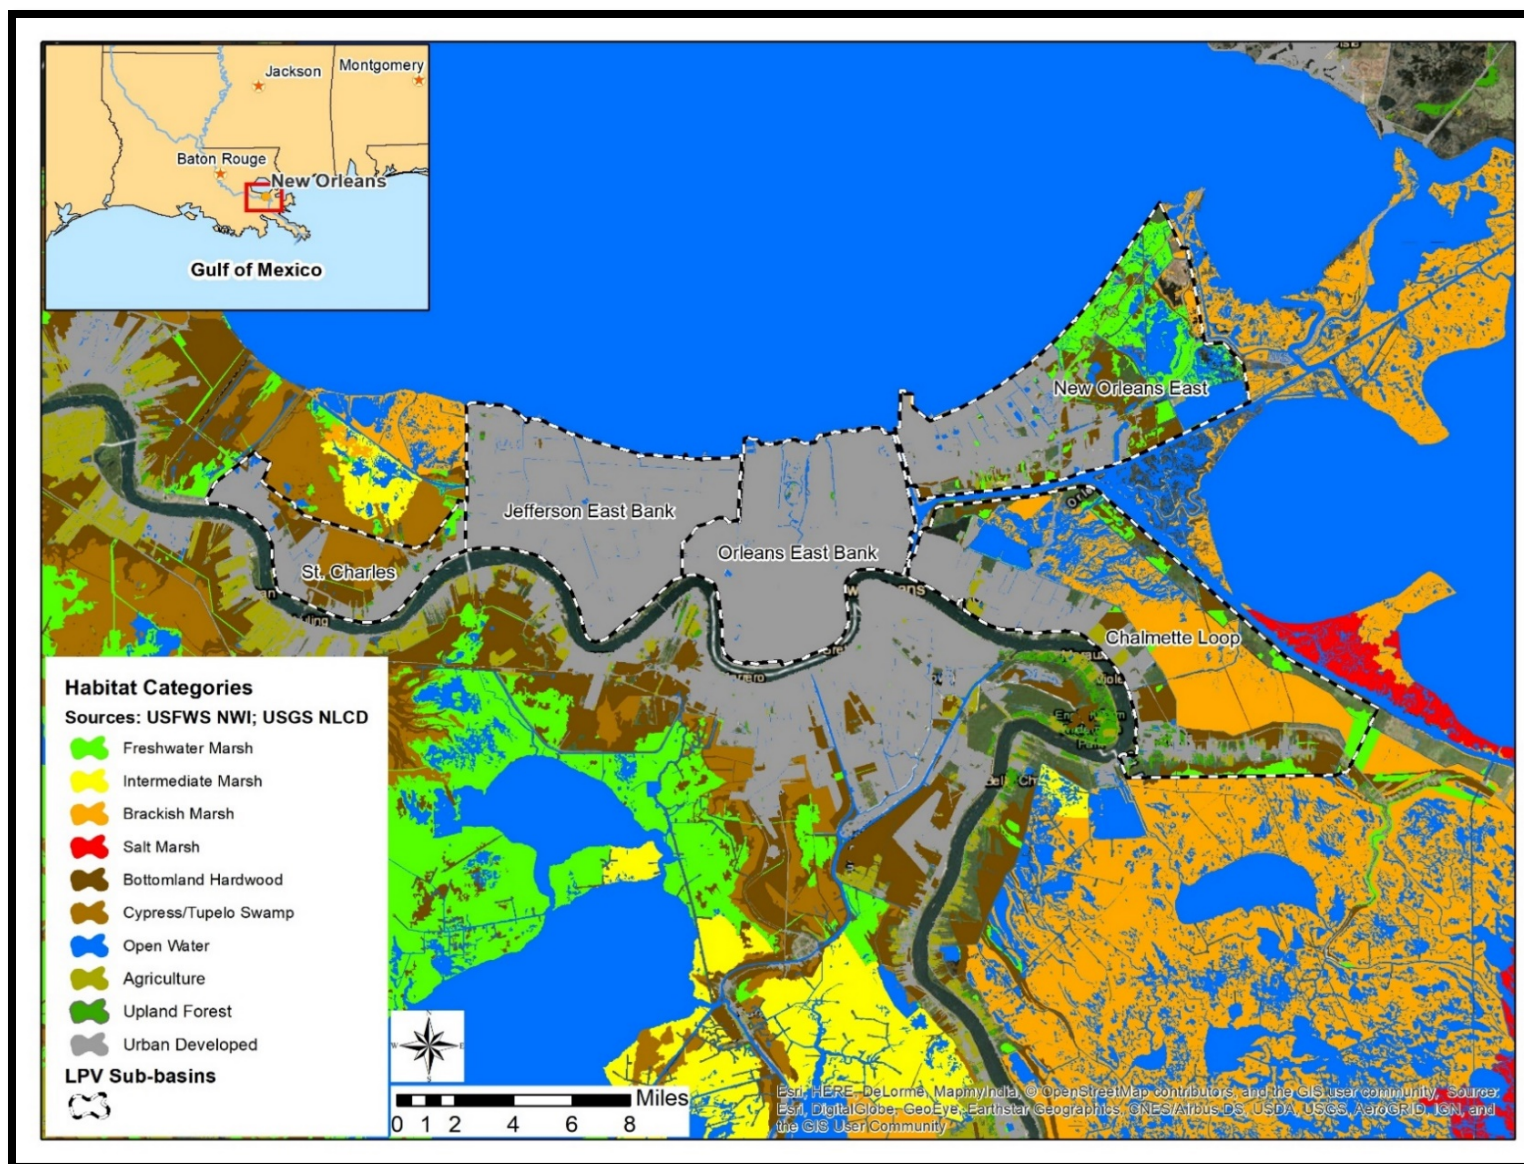 Jackson
Montgomery
Baton Rouge
New Orleans
Gulf of Mexico
New Orleans East
Jefferson East Bank
Orleans East Bank
St. Charles
Chalmette Loop
Habitat Categories
Sources: USFWS NWI; USGS NLCD
Freshwater Marsh
Intermediate Marsh
Brackish Marsh
Salt Marsh
Bottomland Hardwood
Cypress/Tupelo Swamp
Open Water
Agriculture
Upland Forest
Urban Developed
LPV Sub-basins
N
W E
S
Miles
0 1 2 4 6 8
Esri, HERE, DeLorme, MapmyIndia, © OpenStreetMap contributors, and the GIS user community, Source:
Esri, DigitalGlobe, GeoEye, Earthstar Geographics, CNES/Airbus DS, USDA, USGS, AeroGRID, IGN, and
the GIS User Community